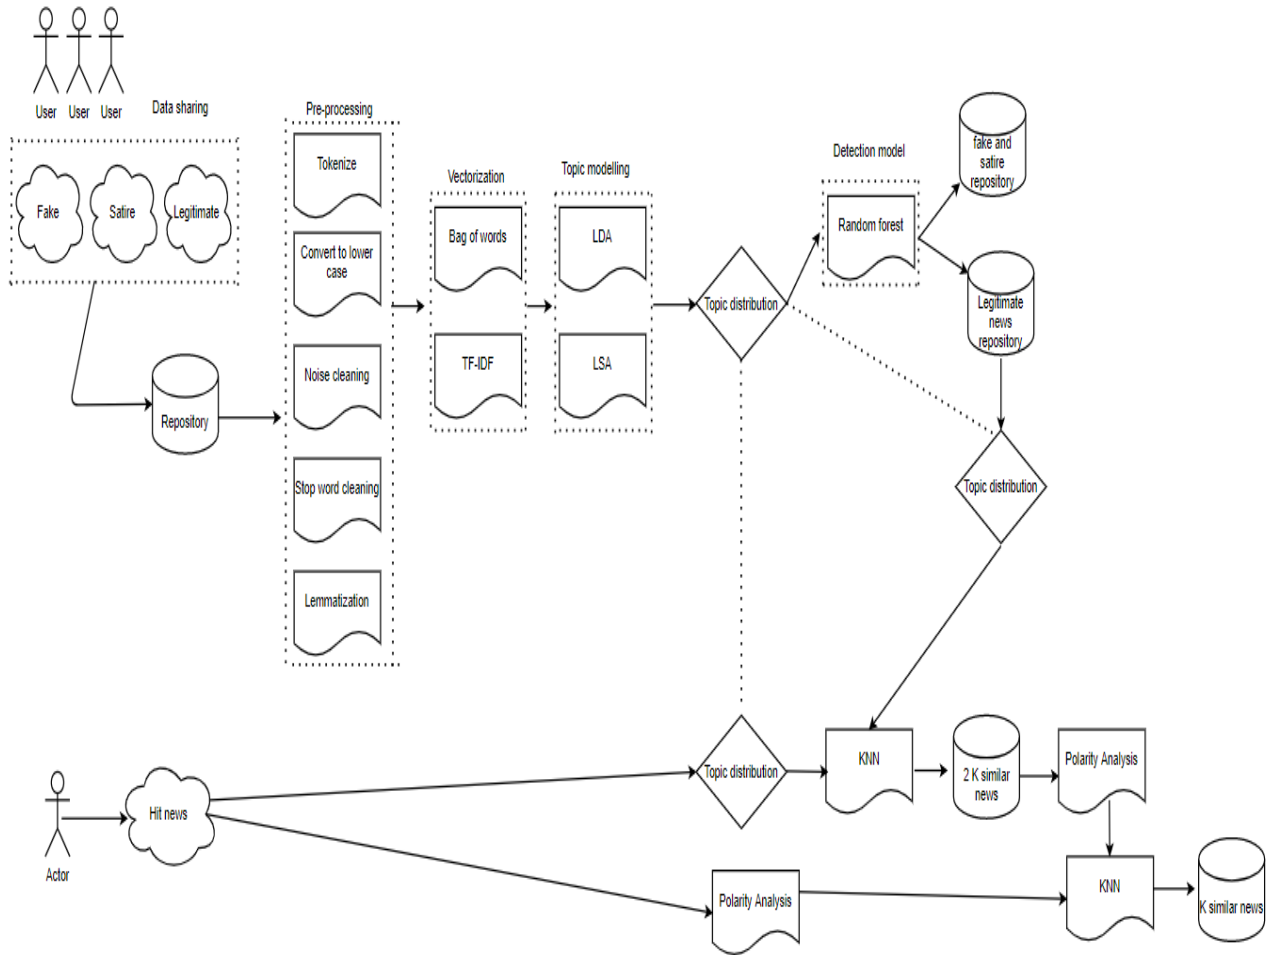 User
User
User
Data sharing
Fake
Satire
Legitimate
Repository
Pre-processing
Tokenize
Convert to lower
case
Noise cleaning
Stop word cleaning
Lemmatization
Vectorization
Bag of words
TF-IDF
Topic modelling
LDA
LSA
Topic distribution
Detection model
Random forest
fake and
satire
repository
Legitimate
news
repository
Topic distribution
Actor
Hit news
Topic distribution
KNN
2 K similar
news
Polarity Analysis
Polarity Analysis
KNN
K similar news